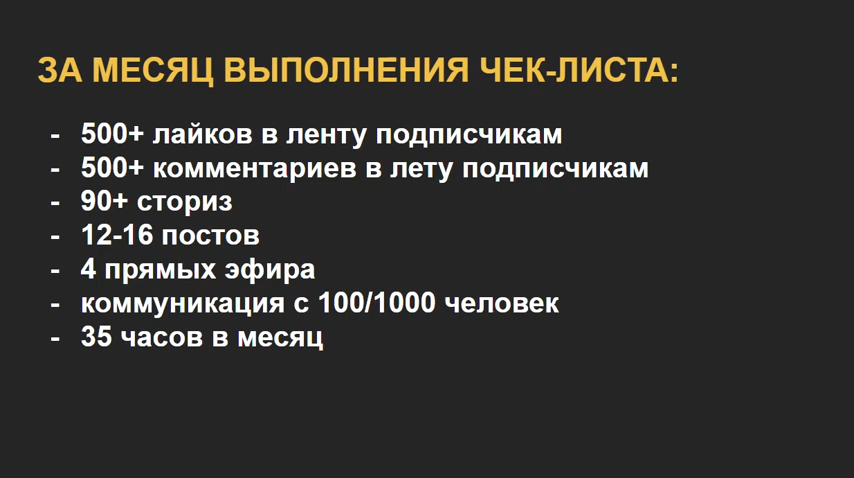 ЗА МЕСЯЦ ВЫПОЛНЕНИЯ ЧЕК-ЛИСТА:
- 500+ лайков в ленту подписчикам
- 500+ комментариев в лету подписчикам
- 90+ сториз
- 12-16 постов
- 4 прямых эфира
- коммуникация с 100/1000 человек
- 35 часов в месяц